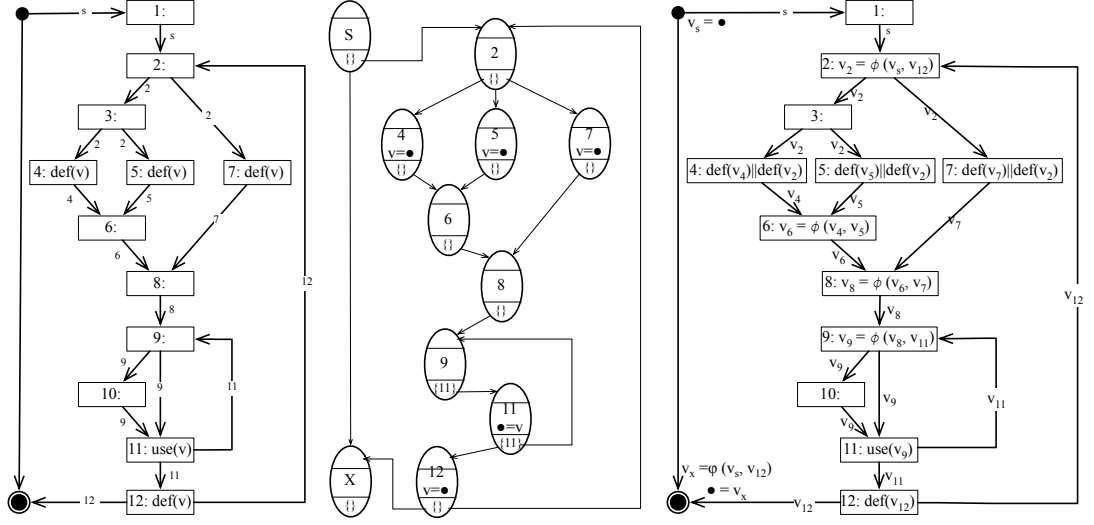 s
1:
s
2:
2
2
3:
2
2
4: def(v)
5: def(v)
7: def(v)
4
5
7
6:
6
8:
12
8
9:
9
9
11
10:
9
11: use(v)
11
12
12: def(v)
S
{}
2
{}
4
v=●
{}
5
v=●
{}
7
v=●
{}
6
{}
8
{}
9
{11}
11
●=v
{11}
X
{}
12
v=●
{}
s
1:
vₛ = ●
s
2: v₂ = ϕ (vₛ, v₁₂)
v₂
v₂
3:
v₂
v₂
4: def(v₄)||def(v₂)
5: def(v₅)||def(v₂)
7: def(v₇)||def(v₂)
v₄
v₅
v₇
6: v₆ = ϕ (v₄, v₅)
v₆
8: v₈ = ϕ (v₆, v₇)
v₁₂
v₈
9: v₉ = ϕ (v₈, v₁₁)
v₉
v₉
v₁₁
10:
v₉
11: use(v₉)
vₓ =φ (vₛ, v₁₂)
v₁₁
● = vₓ
v₁₂
12: def(v₁₂)